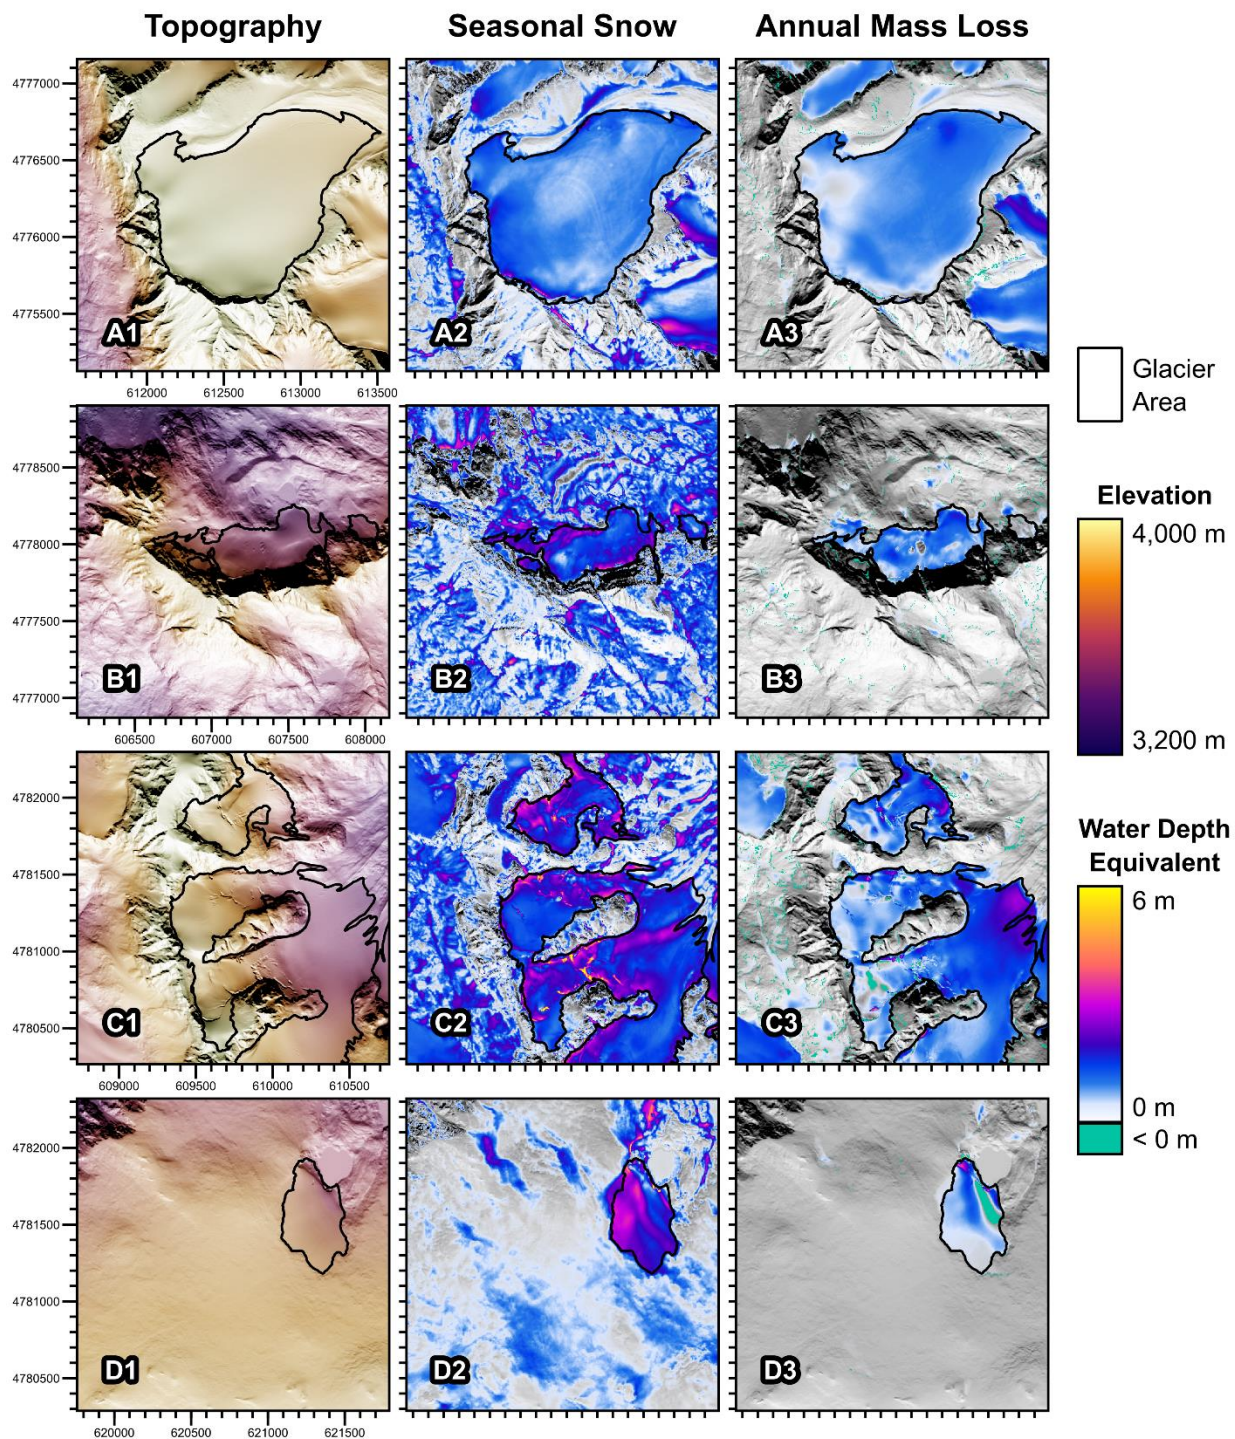 Topography
Seasonal Snow
Annual Mass Loss
4777000
4776500
4776000
4775500
A1
A2
A3
612000
612500
613000
613500
Glacier
Area
4778500
4778000
4777500
4777000
B1
B2
B3
606500
607000
607500
608000
Elevation
4,000 m
3,200 m
4782000
4781500
4781000
4780500
C1
C2
C3
609000
609500
610000
610500
Water Depth
Equivalent
6 m
0 m
< 0 m
4782000
4781500
4781000
4780500
D1
D2
D3
620000
620500
621000
621500